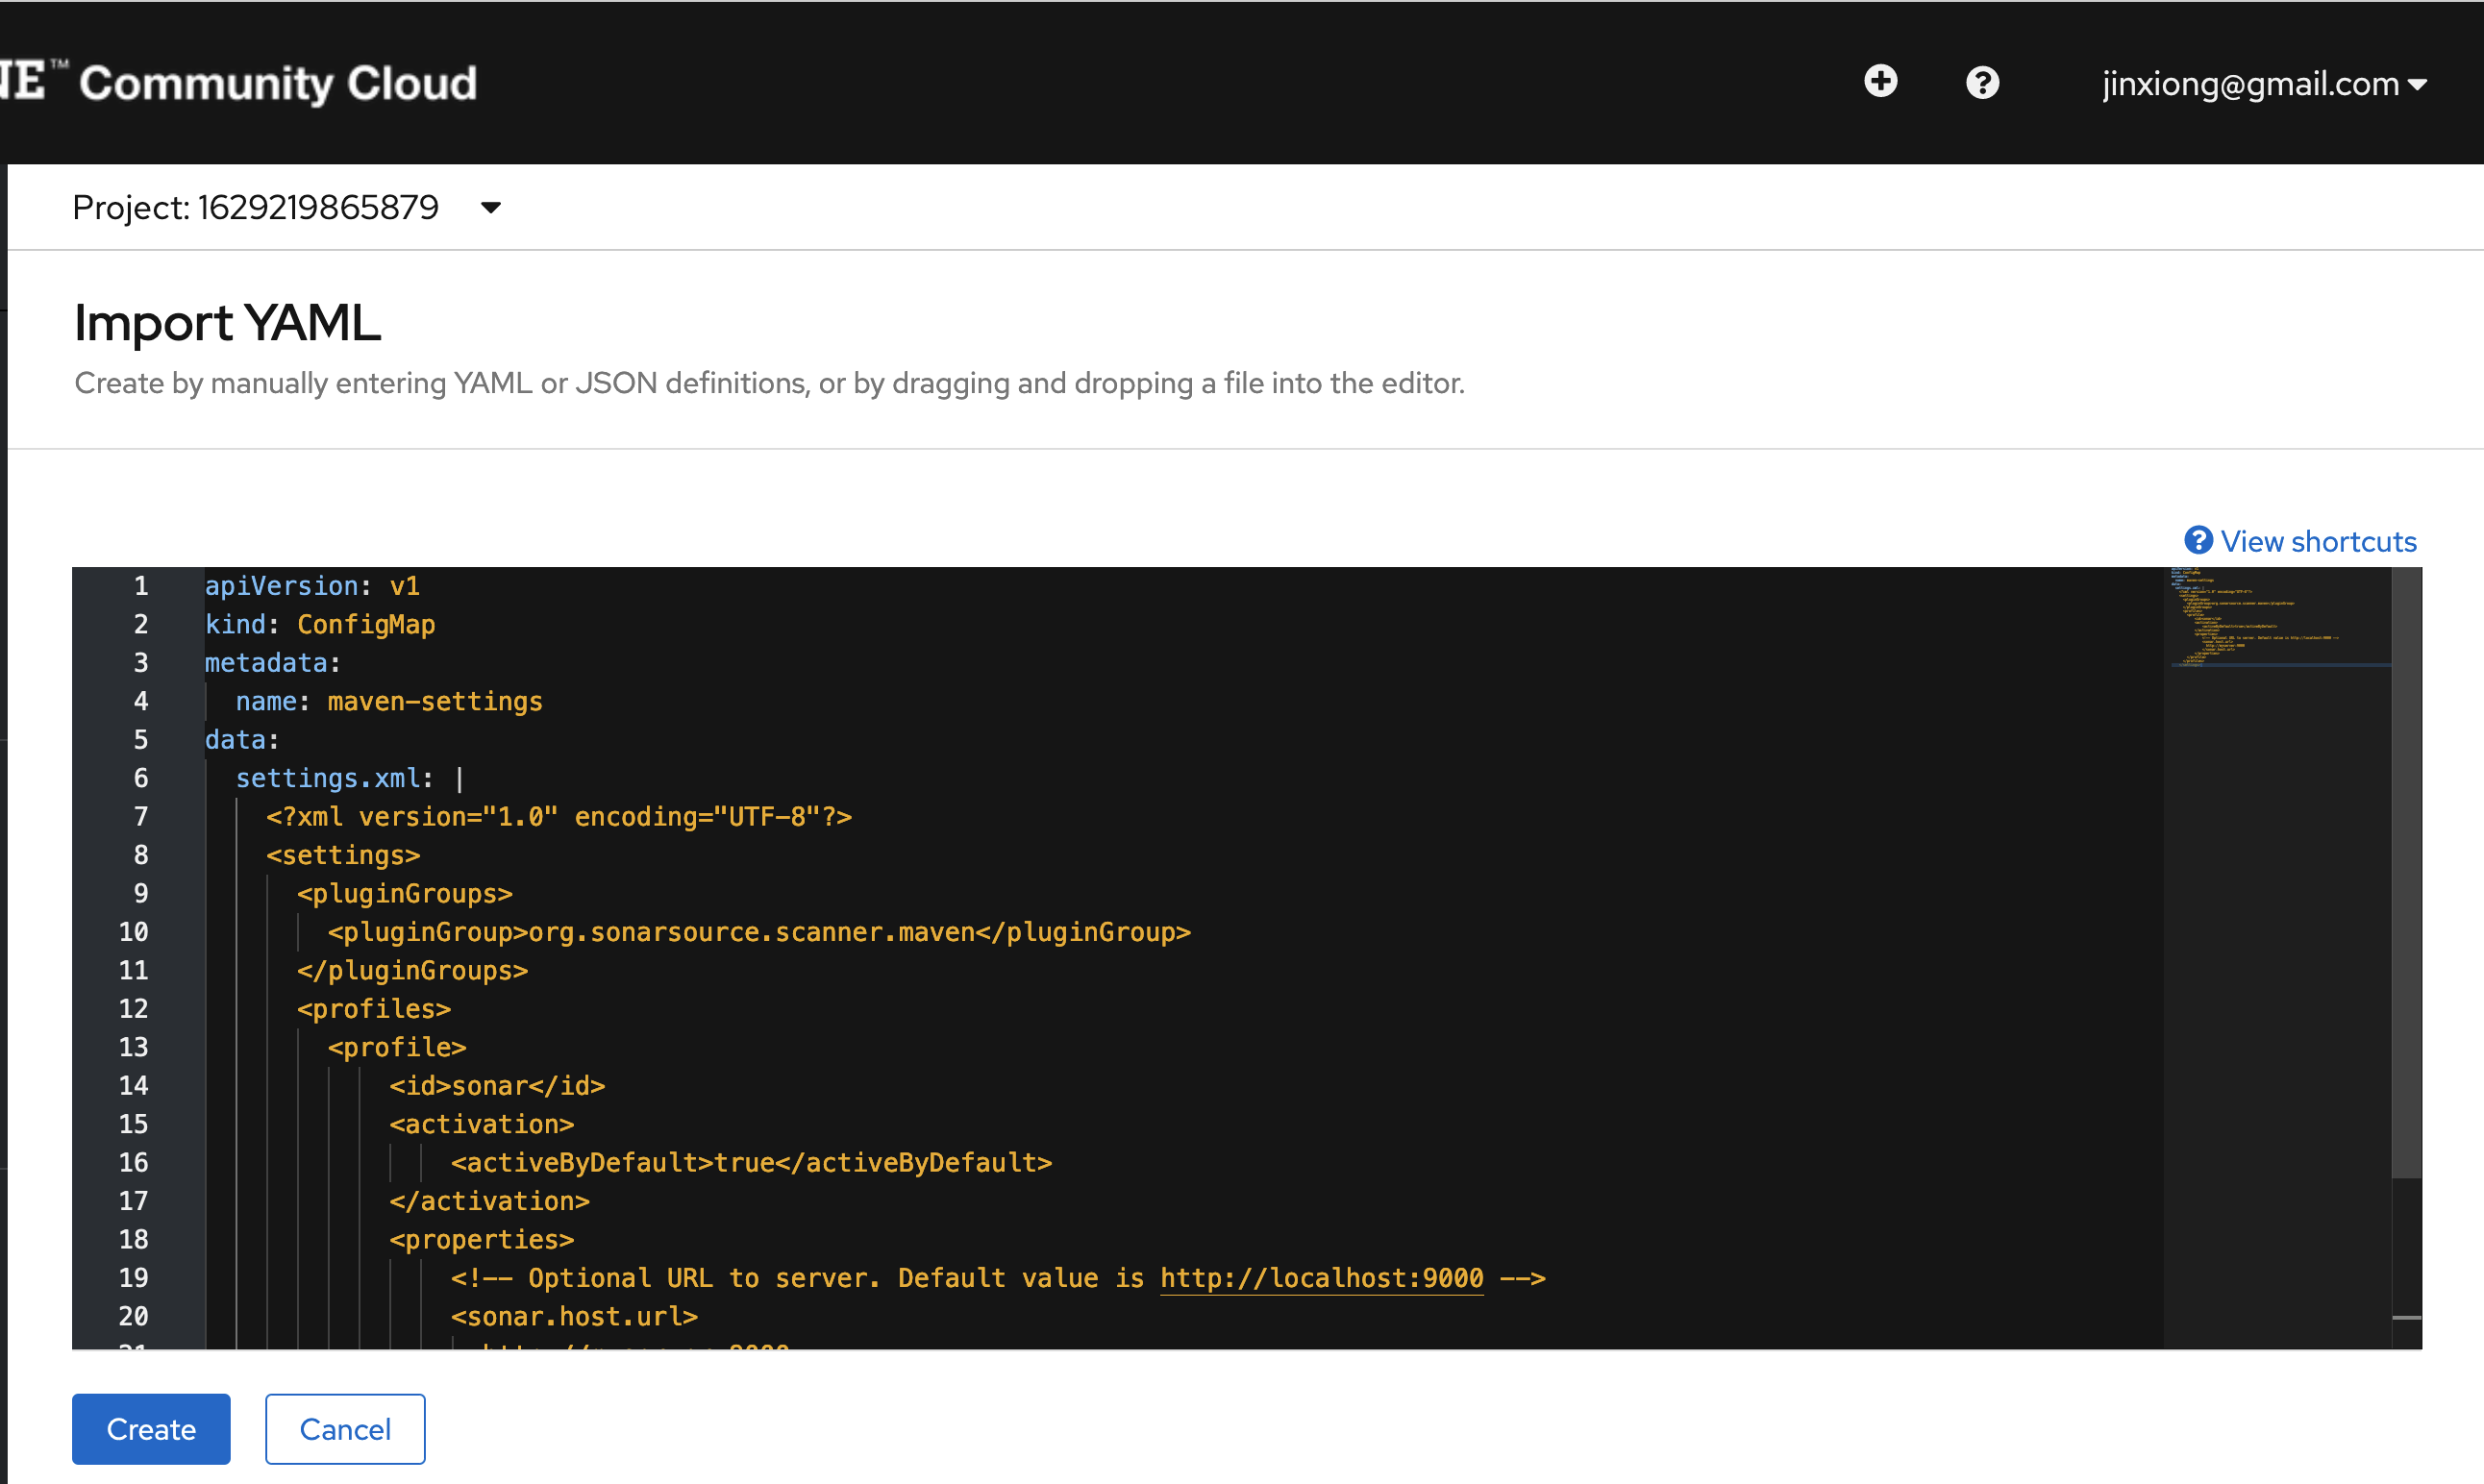 ™ Community Cloud
jinxiong@gmail.com
Project: 1629219865879
Import YAML
Create by manually entering YAML or JSON definitions, or by dragging and dropping a file into the editor.
View shortcuts
1 apiVersion: v1
2 kind: ConfigMap
3 metadata:
4   name: maven-settings
5 data:
6   settings.xml: |
7     <?xml version="1.0" encoding="UTF-8"?>
8     <settings>
9       <pluginGroups>
10         <pluginGroup>org.sonarsource.scanner.maven</pluginGroup>
11       </pluginGroups>
12       <profiles>
13         <profile>
14             <id>sonar</id>
15             <activation>
16                 <activeByDefault>true</activeByDefault>
17             </activation>
18             <properties>
19                 <!-- Optional URL to server. Default value is http://localhost:9000 -->
20                 <sonar.host.url>
Create
Cancel